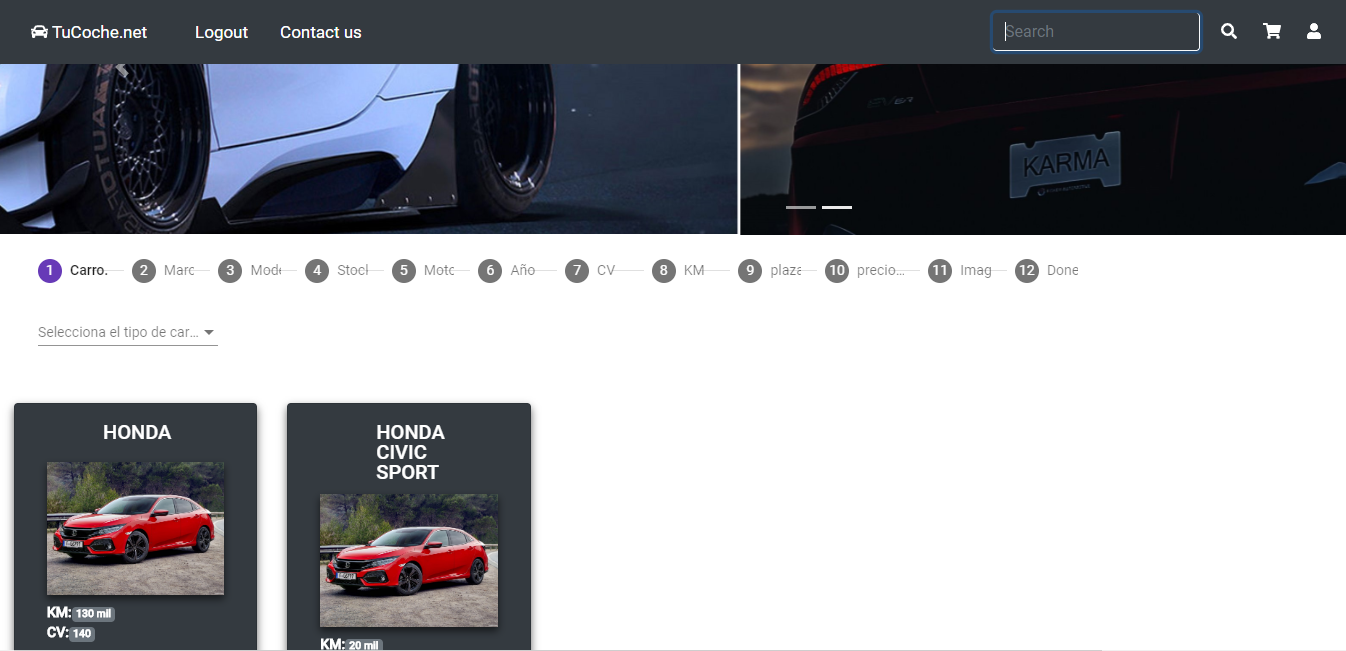 TuCoche.net Logout Contact us Search
KARMA
1 Carro. 2 Marc 3 Mode 4 Stock 5 Moto 6 Año 7 CV 8 KM 9 plaza 10 precio... 11 Imag 12 Done
Selecciona el tipo de car...
HONDA
KM: 130 mil
CV: 140
HONDA
CIVIC
SPORT
KM: 20 mil